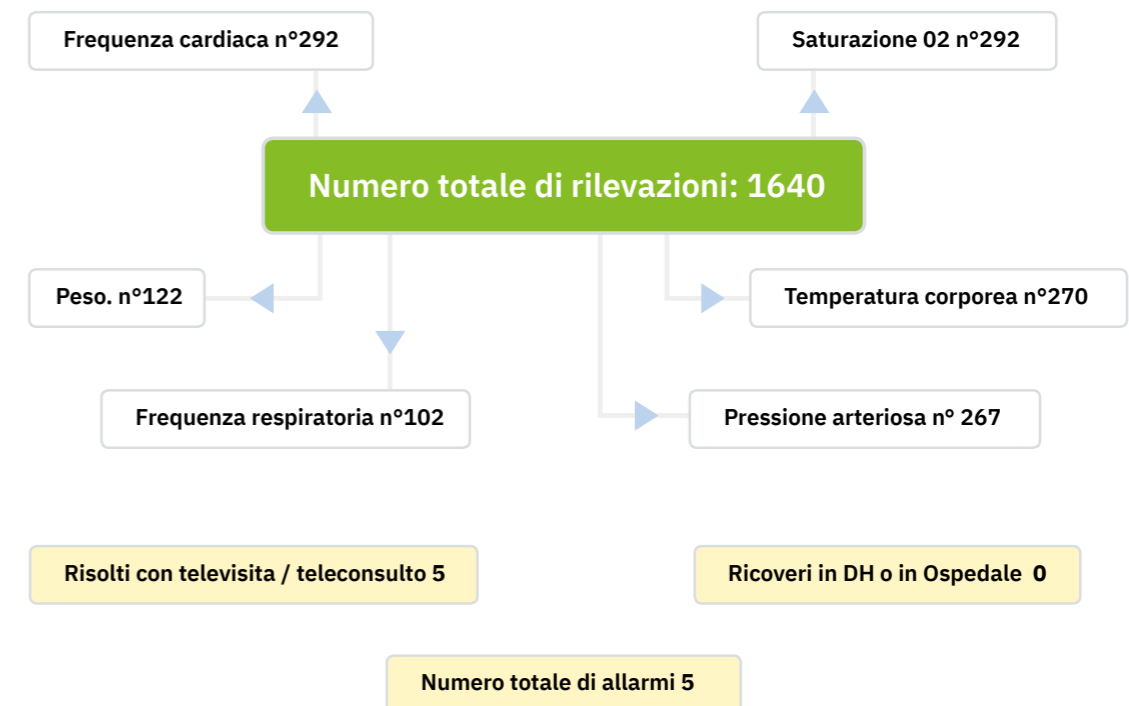 Frequenza cardiaca n°292
Saturazione 02 n°292
Numero totale di rilevazioni: 1640
Peso. n°122
Temperatura corporea n°270
Frequenza respiratoria n°102
Pressione arteriosa n° 267
Risolti con televisita / teleconsulto 5
Ricoveri in DH o in Ospedale 0
Numero totale di allarmi 5